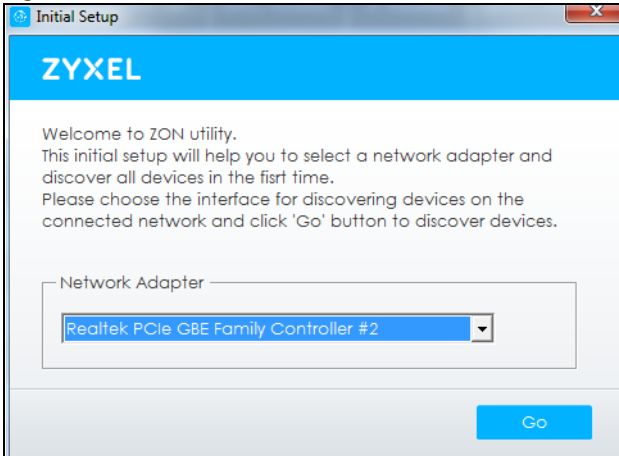 Initial Setup
ZYXEL
Welcome to ZON utility.
This initial setup will help you to select a network adapter and
discover all devices in the fisrt time.
Please choose the interface for discovering devices on the
connected network and click 'Go' button to discover devices.
Network Adapter
Realtek PCIe GBE Family Controller #2
Go